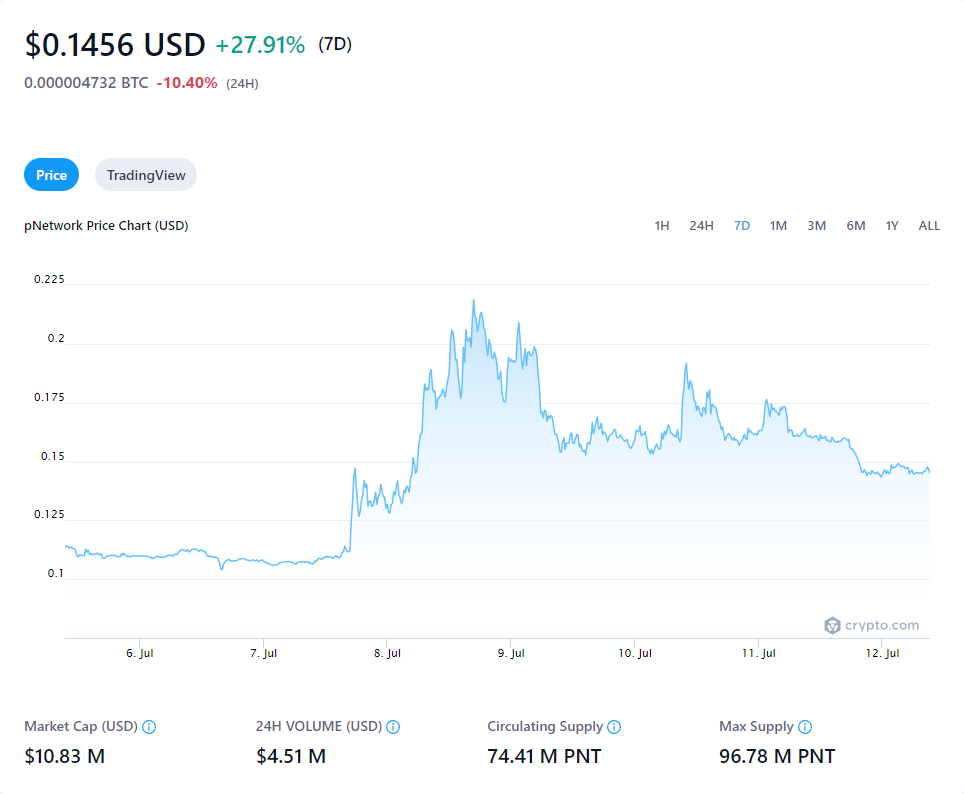 $0.1456 USD +27.91% (7D)
0.000004732 BTC -10.40% (24H)
Price TradingView
pNetwork Price Chart (USD) 1H 24H 7D 1M 3M 6M 1Y ALL
0.225
0.2
0.175
0.15
0.125
0.1
crypto.com
6. Jul 7. Jul 8. Jul 9. Jul 10. Jul 11. Jul 12. Jul
Market Cap (USD) 24H VOLUME (USD) Circulating Supply Max Supply
$10.83 M $4.51 M 74.41 M PNT 96.78 M PNT